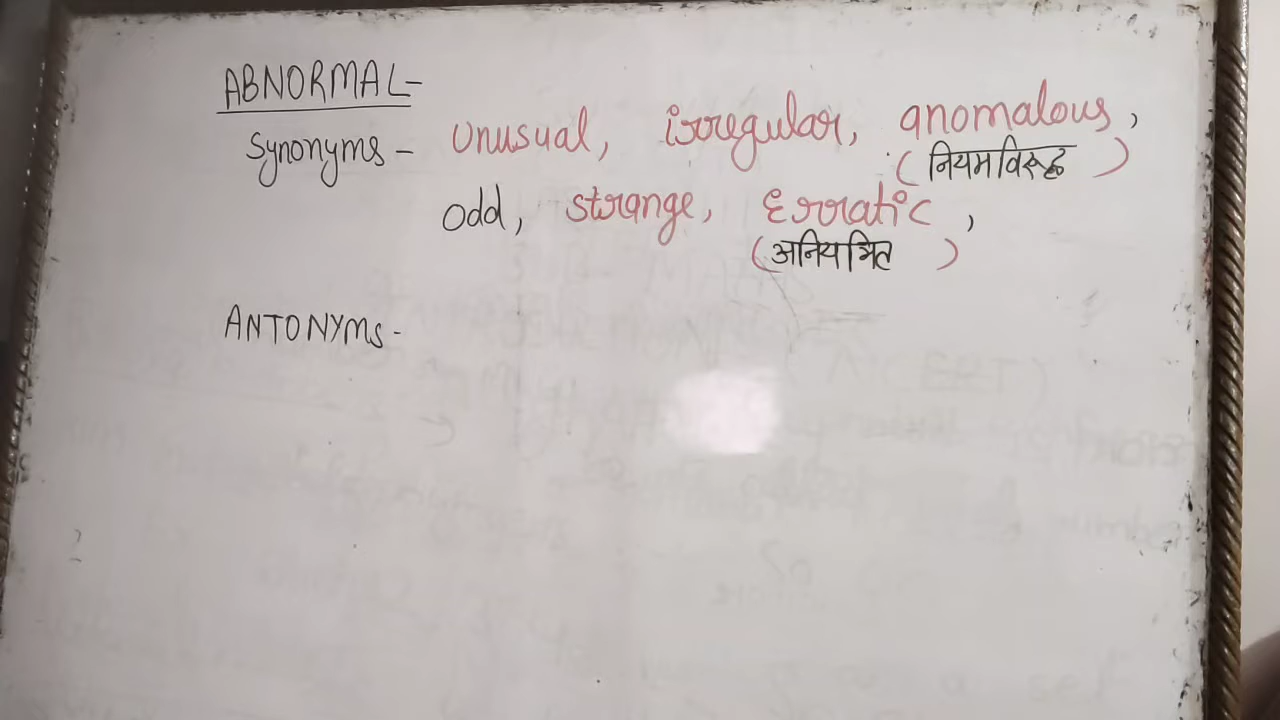 ABNORMAL-
Synonyms - Unusual, irregular, anomalous,
(नियमविरुद्ध)
odd, strange, Erratic,
(अनियमित)
ANTONYMS-